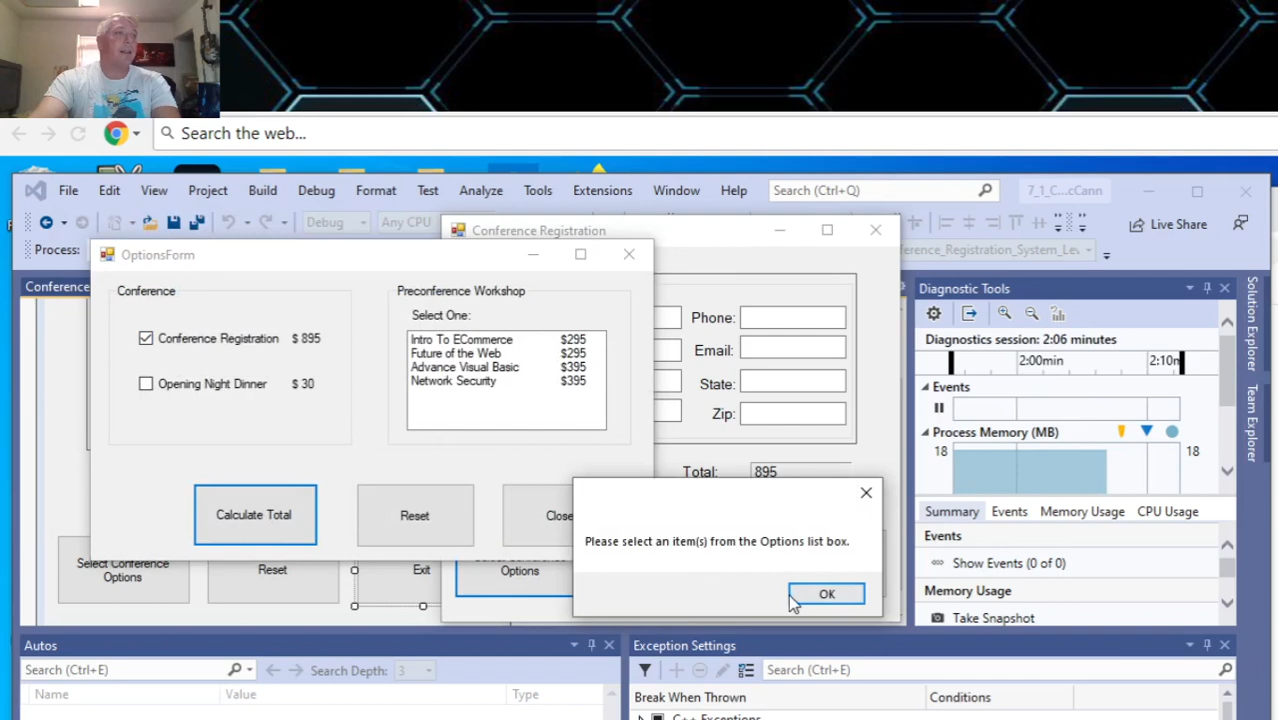 Search the web...
File Edit View Project Build Debug Format Test Analyze Tools Extensions Window Help Search (Ctrl+Q) 7_1_C...cCann
Debug Any CPU Live Share
Process: ference_Registration_System_Le
Conference
Conference Registration
Phone:
Email:
State:
Zip:
Total: 895
OptionsForm
Conference
Conference Registration $ 895
Opening Night Dinner $ 30
Preconference Workshop
Select One:
Intro To ECommerce $295
Future of the Web $295
Advance Visual Basic $395
Network Security $395
Calculate Total Reset Close
Please select an item(s) from the Options list box.
OK
Select Conference
Options
Reset
Exit
Options
Diagnostic Tools
Diagnostics session: 2:06 minutes
2:00min 2:10
Events
Process Memory (MB)
18 18
Summary Events Memory Usage CPU Usage
Events
Show Events (0 of 0)
Memory Usage
Take Snapshot
Solution Explorer
Team Explorer
Autos
Search (Ctrl+E) Search Depth: 3
Name Value Type
Exception Settings
Search (Ctrl+E)
Break When Thrown Conditions
C++ Exceptions